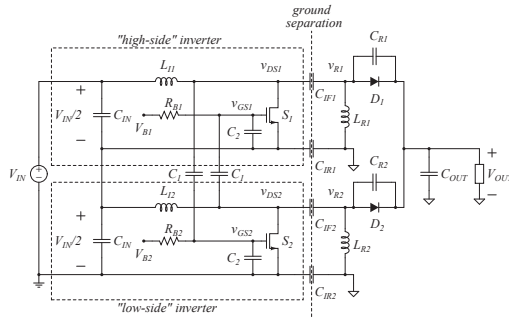 ground
separation
"high-side" inverter
L_I1
v_DS1
v_R1
C_R1
D_1
C_IF1
L_R1
V_IN/2
C_IN
R_B1
V_B1
v_GS1
C_2
S_1
C_IR1
C_1
C_1
V_IN
L_I2
v_DS2
v_R2
C_R2
D_2
C_OUT
V_OUT
C_IF2
L_R2
V_IN/2
C_IN
R_B2
V_B2
v_GS2
C_2
S_2
C_IR2
"low-side" inverter